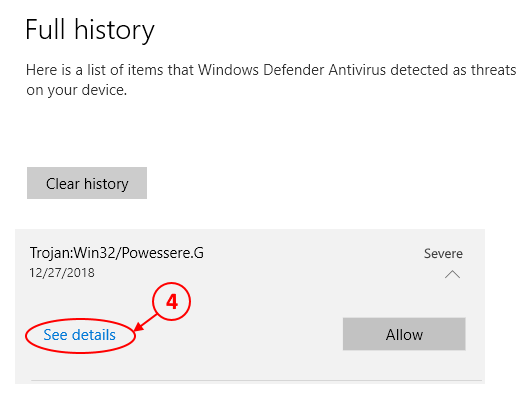 Full history
Here is a list of items that Windows Defender Antivirus detected as threats
on your device.
Clear history
Trojan:Win32/Powessere.G
Severe
12/27/2018
4
See details
Allow